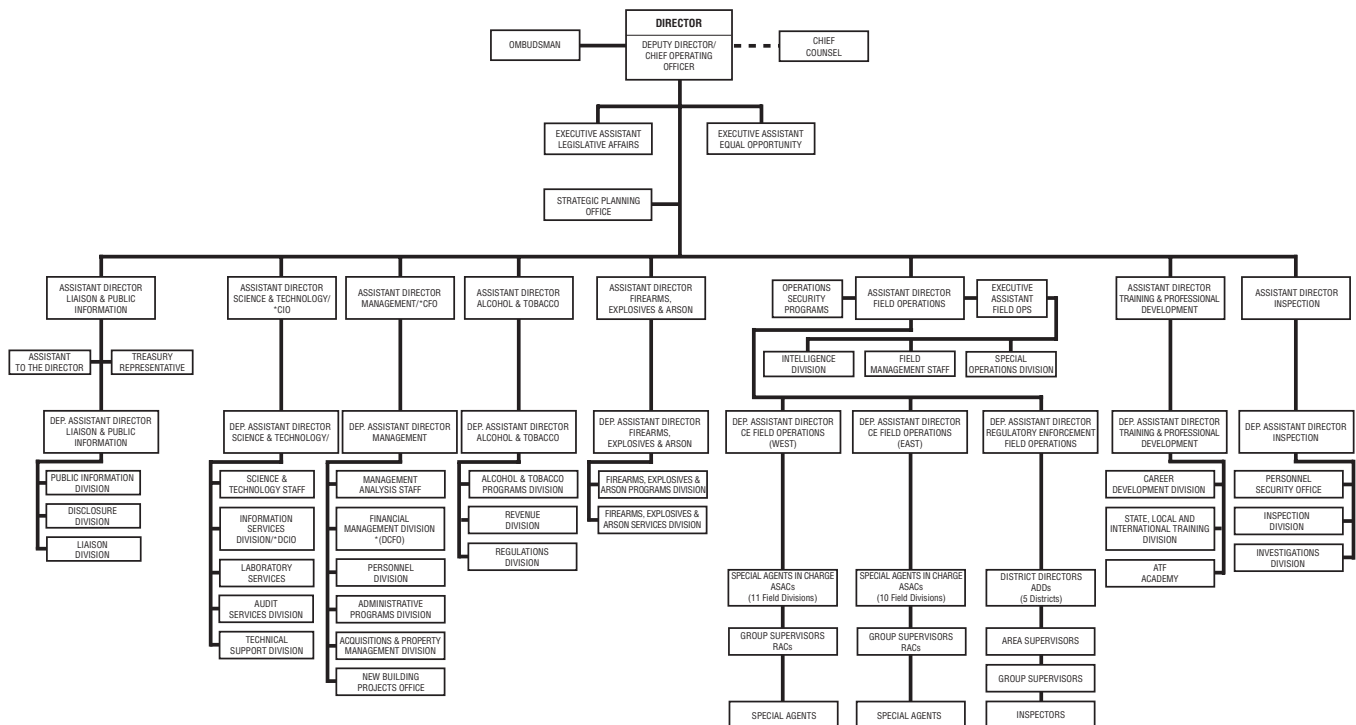 DIRECTOR
DEPUTY DIRECTOR/
CHIEF OPERATING
OFFICER
OMBUDSMAN
CHIEF
COUNSEL
EXECUTIVE ASSISTANT
LEGISLATIVE AFFAIRS
EXECUTIVE ASSISTANT
EQUAL OPPORTUNITY
STRATEGIC PLANNING
OFFICE
ASSISTANT DIRECTOR
LIAISON & PUBLIC
INFORMATION
ASSISTANT DIRECTOR
SCIENCE & TECHNOLOGY/
*CIO
ASSISTANT DIRECTOR
MANAGEMENT/*CFO
ASSISTANT DIRECTOR
ALCOHOL & TOBACCO
ASSISTANT DIRECTOR
FIREARMS,
EXPLOSIVES & ARSON
OPERATIONS
SECURITY
PROGRAMS
ASSISTANT DIRECTOR
FIELD OPERATIONS
EXECUTIVE
ASSISTANT
FIELD OPS
ASSISTANT DIRECTOR
TRAINING & PROFESSIONAL
DEVELOPMENT
ASSISTANT DIRECTOR
INSPECTION
ASSISTANT
TO THE DIRECTOR
TREASURY
REPRESENTATIVE
INTELLIGENCE
DIVISION
FIELD
MANAGEMENT STAFF
SPECIAL
OPERATIONS DIVISION
DEP. ASSISTANT DIRECTOR
LIAISON & PUBLIC
INFORMATION
DEP. ASSISTANT DIRECTOR
SCIENCE & TECHNOLOGY/
DEP. ASSISTANT DIRECTOR
MANAGEMENT
DEP. ASSISTANT DIRECTOR
ALCOHOL & TOBACCO
DEP. ASSISTANT DIRECTOR
FIREARMS,
EXPLOSIVES & ARSON
DEP. ASSISTANT DIRECTOR
CE FIELD OPERATIONS
(WEST)
DEP. ASSISTANT DIRECTOR
CE FIELD OPERATIONS
(EAST)
DEP. ASSISTANT DIRECTOR
REGULATORY ENFORCEMENT
FIELD OPERATIONS
DEP. ASSISTANT DIRECTOR
TRAINING & PROFESSIONAL
DEVELOPMENT
DEP. ASSISTANT DIRECTOR
INSPECTION
PUBLIC INFORMATION
DIVISION
DISCLOSURE
DIVISION
LIAISON
DIVISION
SCIENCE &
TECHNOLOGY STAFF
INFORMATION
SERVICES
DIVISION/*DCIO
LABORATORY
SERVICES
AUDIT
SERVICES DIVISION
TECHNICAL
SUPPORT DIVISION
MANAGEMENT
ANALYSIS STAFF
FINANCIAL
MANAGEMENT DIVISION
*(DCFO)
PERSONNEL
DIVISION
ADMINISTRATIVE
PROGRAMS DIVISION
ACQUISITIONS & PROPERTY
MANAGEMENT DIVISION
NEW BUILDING
PROJECTS OFFICE
ALCOHOL & TOBACCO
PROGRAMS DIVISION
REVENUE
DIVISION
REGULATIONS
DIVISION
FIREARMS, EXPLOSIVES &
ARSON PROGRAMS DIVISION
FIREARMS, EXPLOSIVES &
ARSON SERVICES DIVISION
SPECIAL AGENTS IN CHARGE
ASACs
(11 Field Divisions)
GROUP SUPERVISORS
RACs
SPECIAL AGENTS
SPECIAL AGENTS IN CHARGE
ASACs
(10 Field Divisions)
GROUP SUPERVISORS
RACs
SPECIAL AGENTS
DISTRICT DIRECTORS
ADDs
(5 Districts)
AREA SUPERVISORS
GROUP SUPERVISORS
INSPECTORS
CAREER
DEVELOPMENT DIVISION
STATE, LOCAL AND
INTERNATIONAL TRAINING
DIVISION
ATF
ACADEMY
PERSONNEL
SECURITY OFFICE
INSPECTION
DIVISION
INVESTIGATIONS
DIVISION